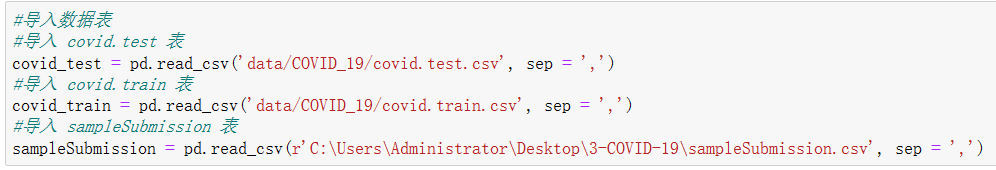 #导入数据表
#导入 covid.test 表
covid_test = pd.read_csv('data/COVID_19/covid.test.csv', sep = ',')
#导入 covid.train 表
covid_train = pd.read_csv('data/COVID_19/covid.train.csv', sep = ',')
#导入 sampleSubmission 表
sampleSubmission = pd.read_csv(r'C:\Users\Administrator\Desktop\3-COVID-19\sampleSubmission.csv', sep = ',')